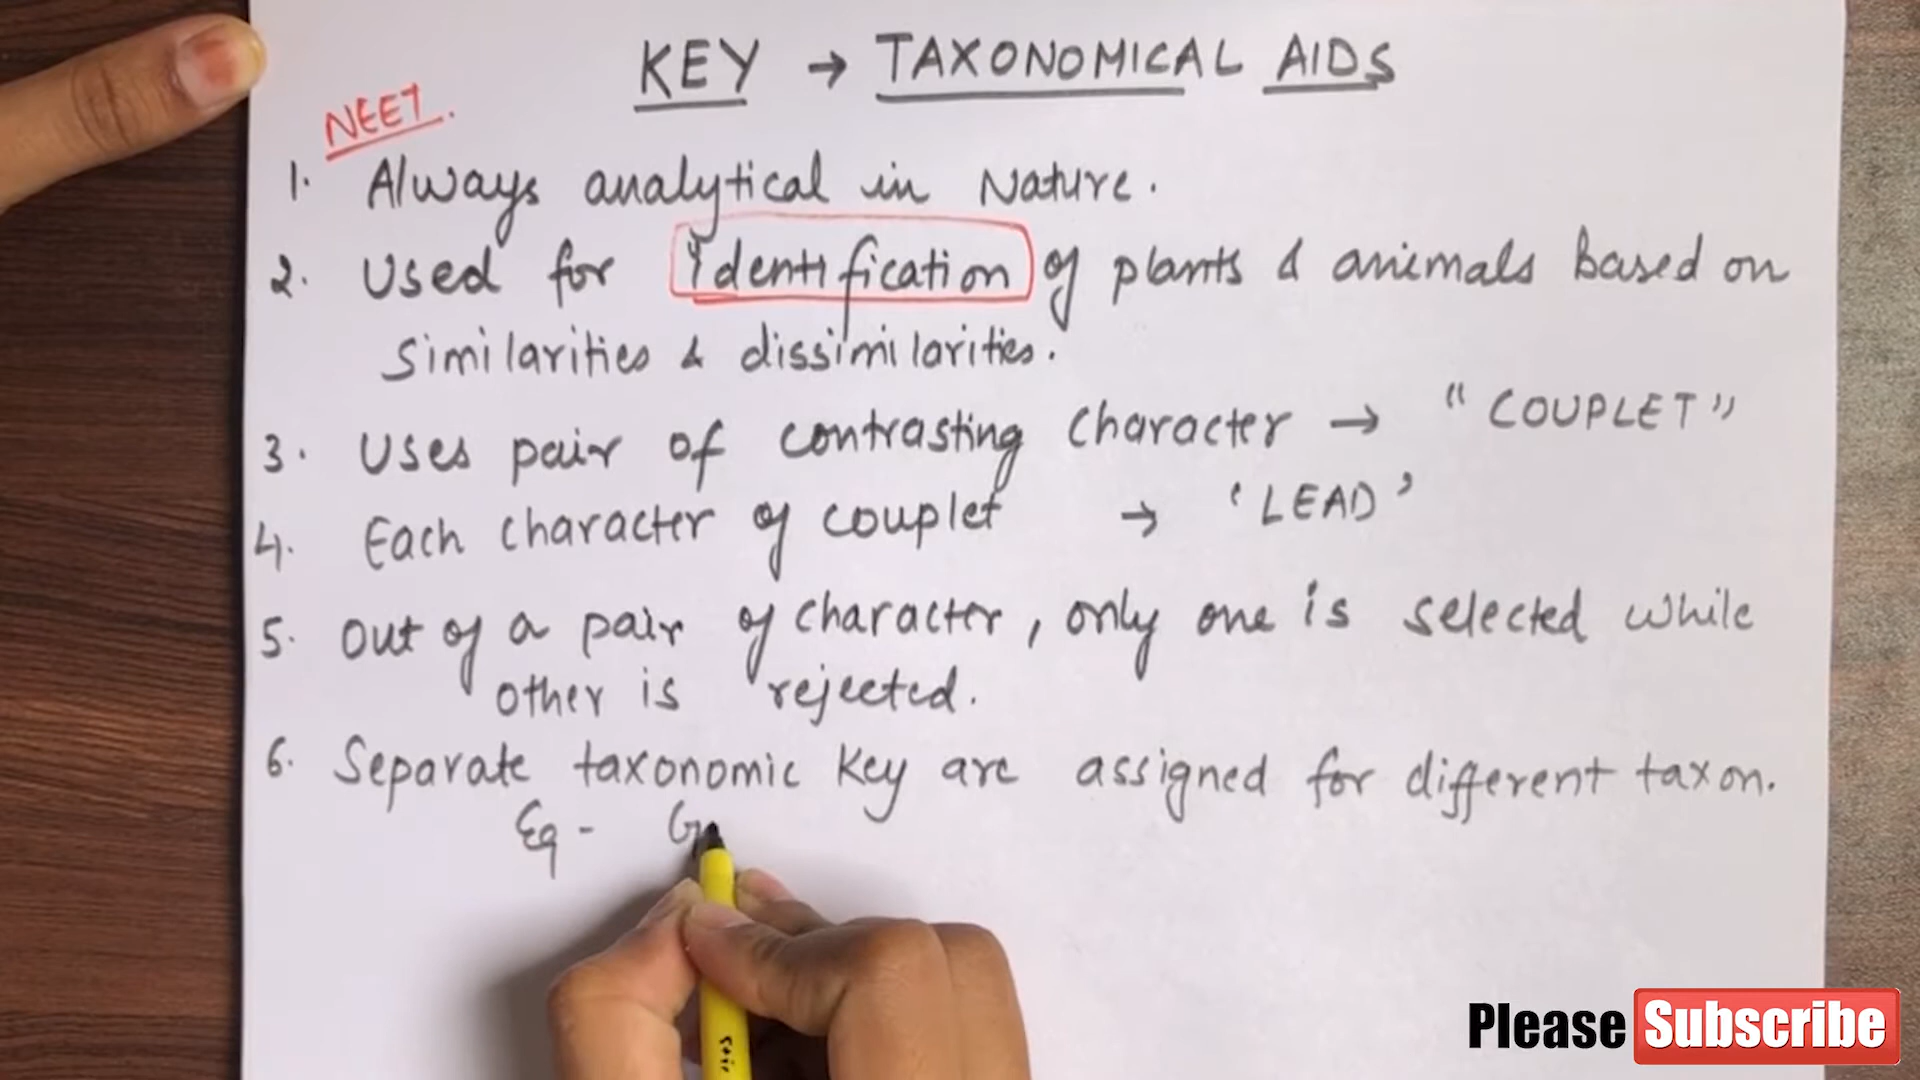 KEY → TAXONOMICAL AIDS
NEET.
1. Always analytical in Nature.
2. Used for Identification of plants & animals based on
similarities & dissimilarities.
3. Uses pair of contrasting character → "COUPLET"
4. Each character of couplet → 'LEAD'
5. Out of a pair of character, only one is selected while
other is rejected.
6. Separate taxonomic key are assigned for different taxon.
Eg -
Please Subscribe